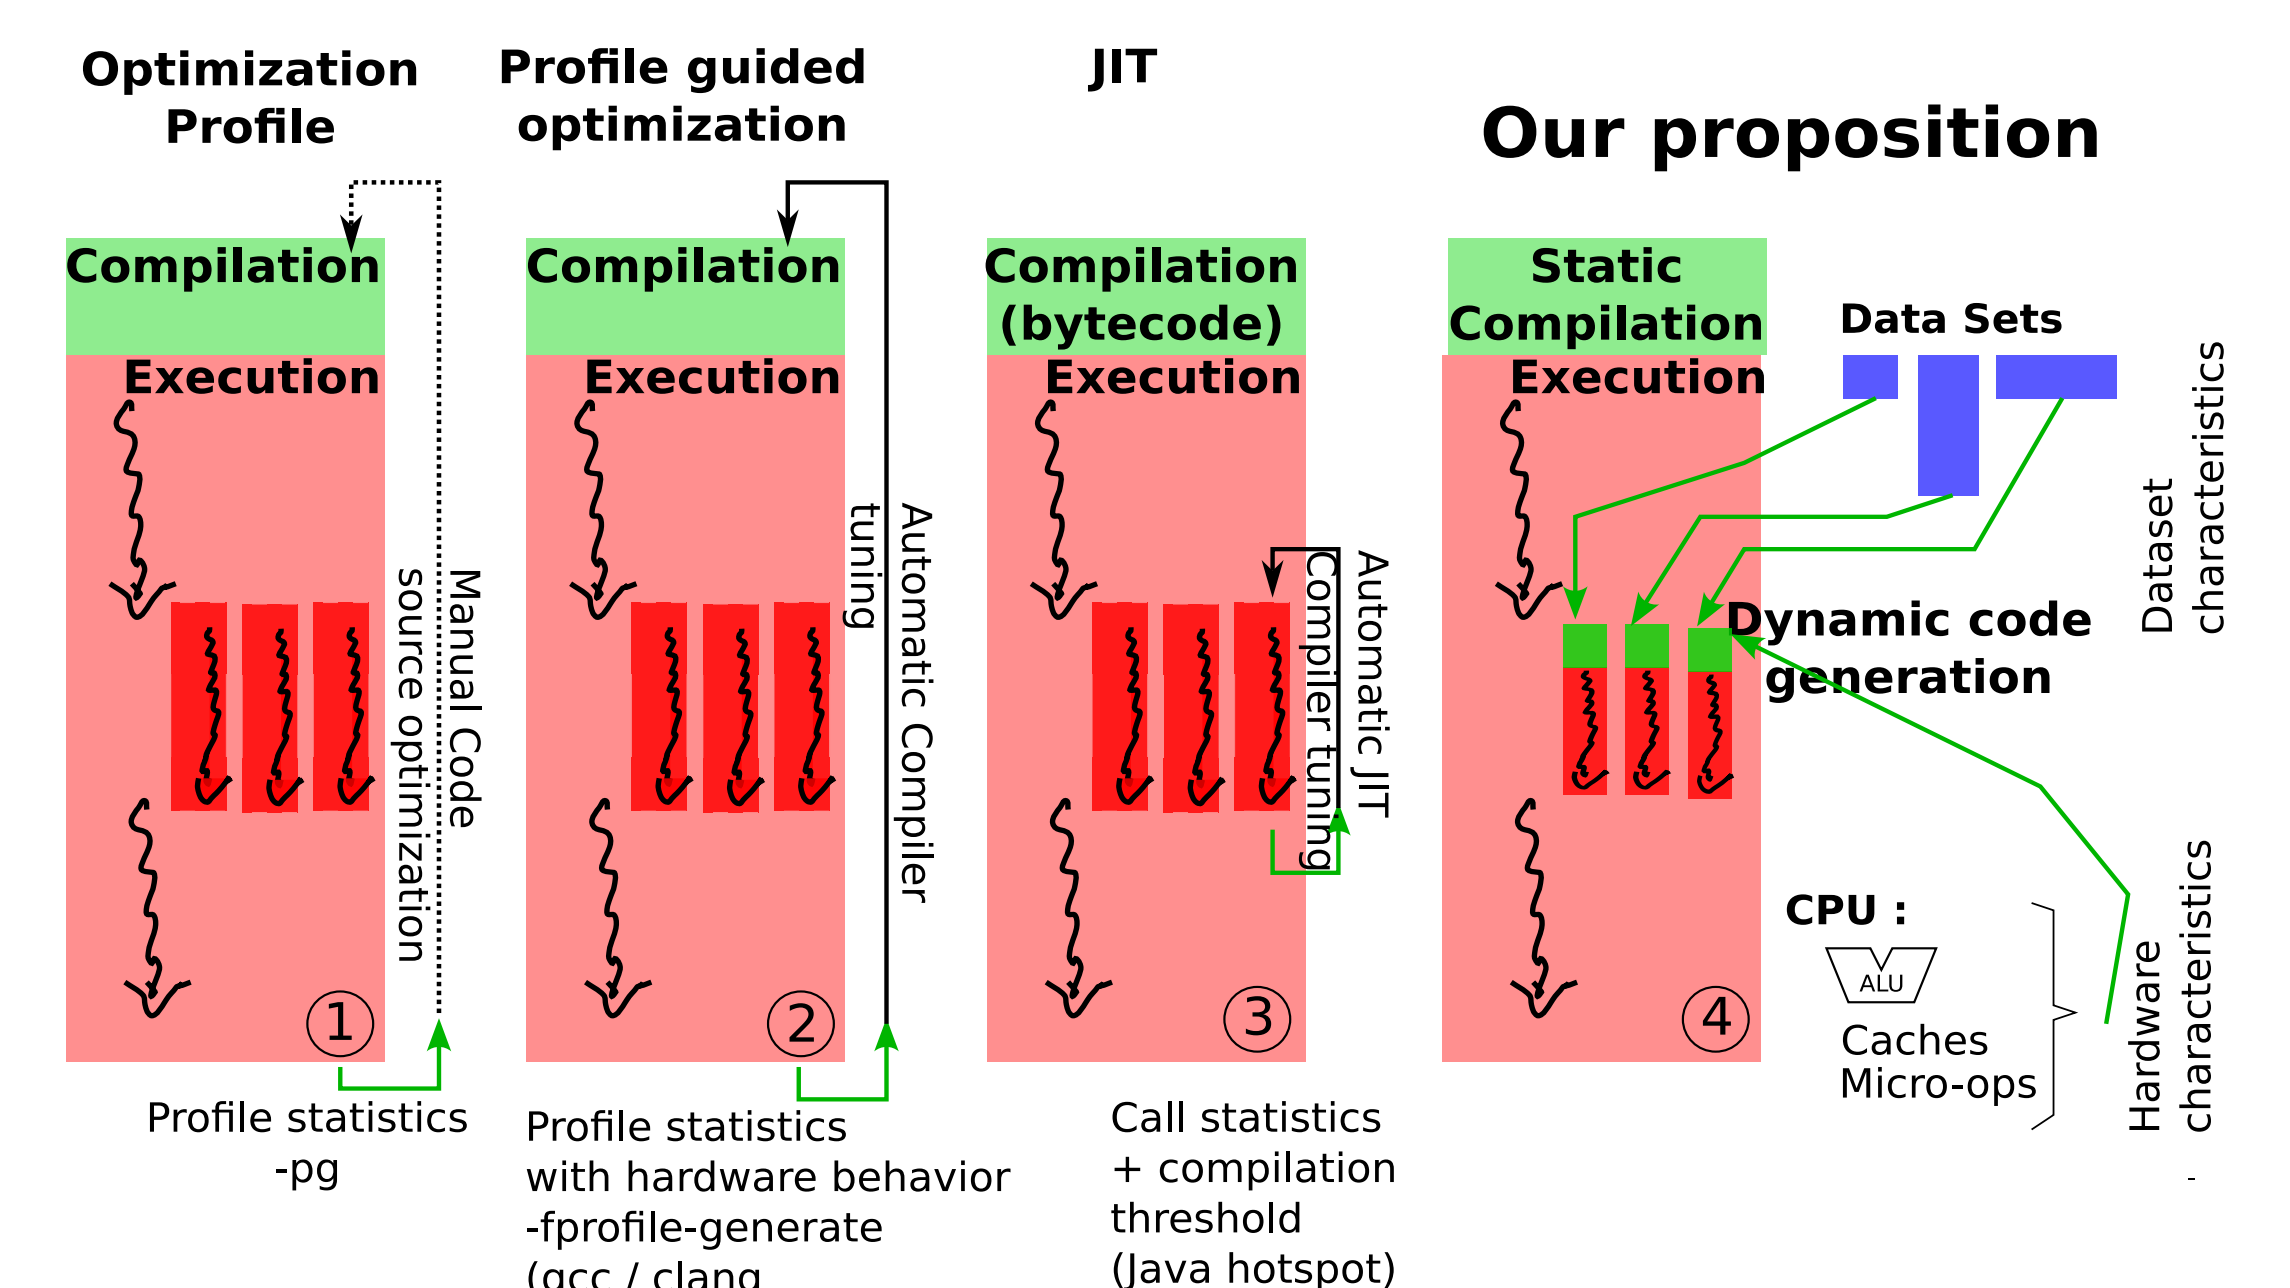 Optimization
Profile
Compilation
Execution
Manual Code
source optimization
1
Profile statistics
-pg
Profile guided
optimization
Compilation
Execution
Automatic Compiler
tuning
2
Profile statistics
with hardware behavior
-fprofile-generate
(gcc / clang
JIT
Compilation
(bytecode)
Execution
Automatic JIT
Compiler tuning
3
Call statistics
+ compilation
threshold
(Java hotspot)
Our proposition
Static
Compilation
Execution
Data Sets
Dataset
characteristics
Dynamic code
generation
CPU :
ALU
Caches
Micro-ops
Hardware
characteristics
4
-